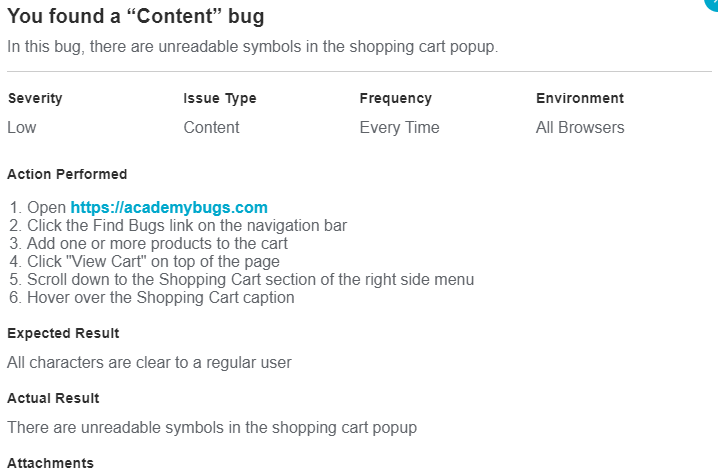 You found a “Content” bug
In this bug, there are unreadable symbols in the shopping cart popup.
Severity Issue Type Frequency Environment
Low Content Every Time All Browsers
Action Performed
1. Open https://academybugs.com
2. Click the Find Bugs link on the navigation bar
3. Add one or more products to the cart
4. Click "View Cart" on top of the page
5. Scroll down to the Shopping Cart section of the right side menu
6. Hover over the Shopping Cart caption
Expected Result
All characters are clear to a regular user
Actual Result
There are unreadable symbols in the shopping cart popup
Attachments